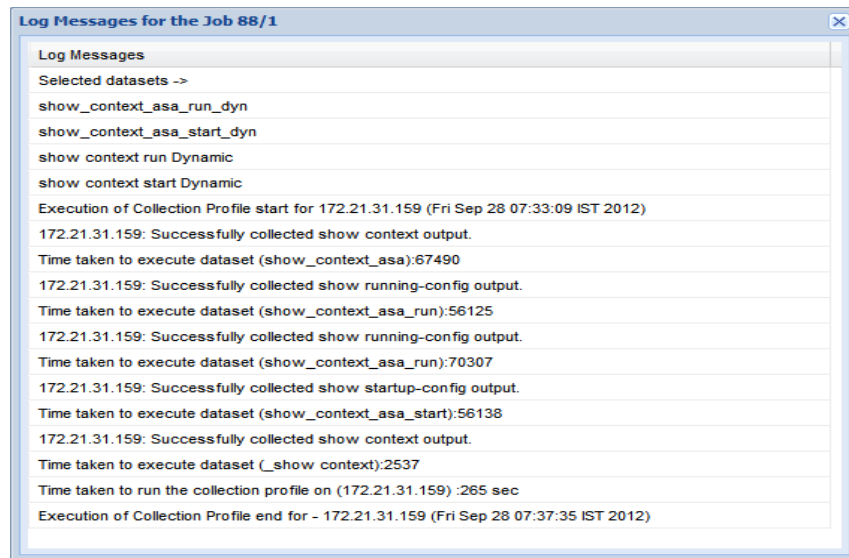 Log Messages for the Job 88/1
Log Messages
Selected datasets ->
show_context_asa_run_dyn
show_context_asa_start_dyn
show context run Dynamic
show context start Dynamic
Execution of Collection Profile start for 172.21.31.159 (Fri Sep 28 07:33:09 IST 2012)
172.21.31.159: Successfully collected show context output.
Time taken to execute dataset (show_context_asa):67490
172.21.31.159: Successfully collected show running-config output.
Time taken to execute dataset (show_context_asa_run):56125
172.21.31.159: Successfully collected show running-config output.
Time taken to execute dataset (show_context_asa_run):70307
172.21.31.159: Successfully collected show startup-config output.
Time taken to execute dataset (show_context_asa_start):56138
172.21.31.159: Successfully collected show context output.
Time taken to execute dataset (_show context):2537
Time taken to run the collection profile on (172.21.31.159) :265 sec
Execution of Collection Profile end for - 172.21.31.159 (Fri Sep 28 07:37:35 IST 2012)